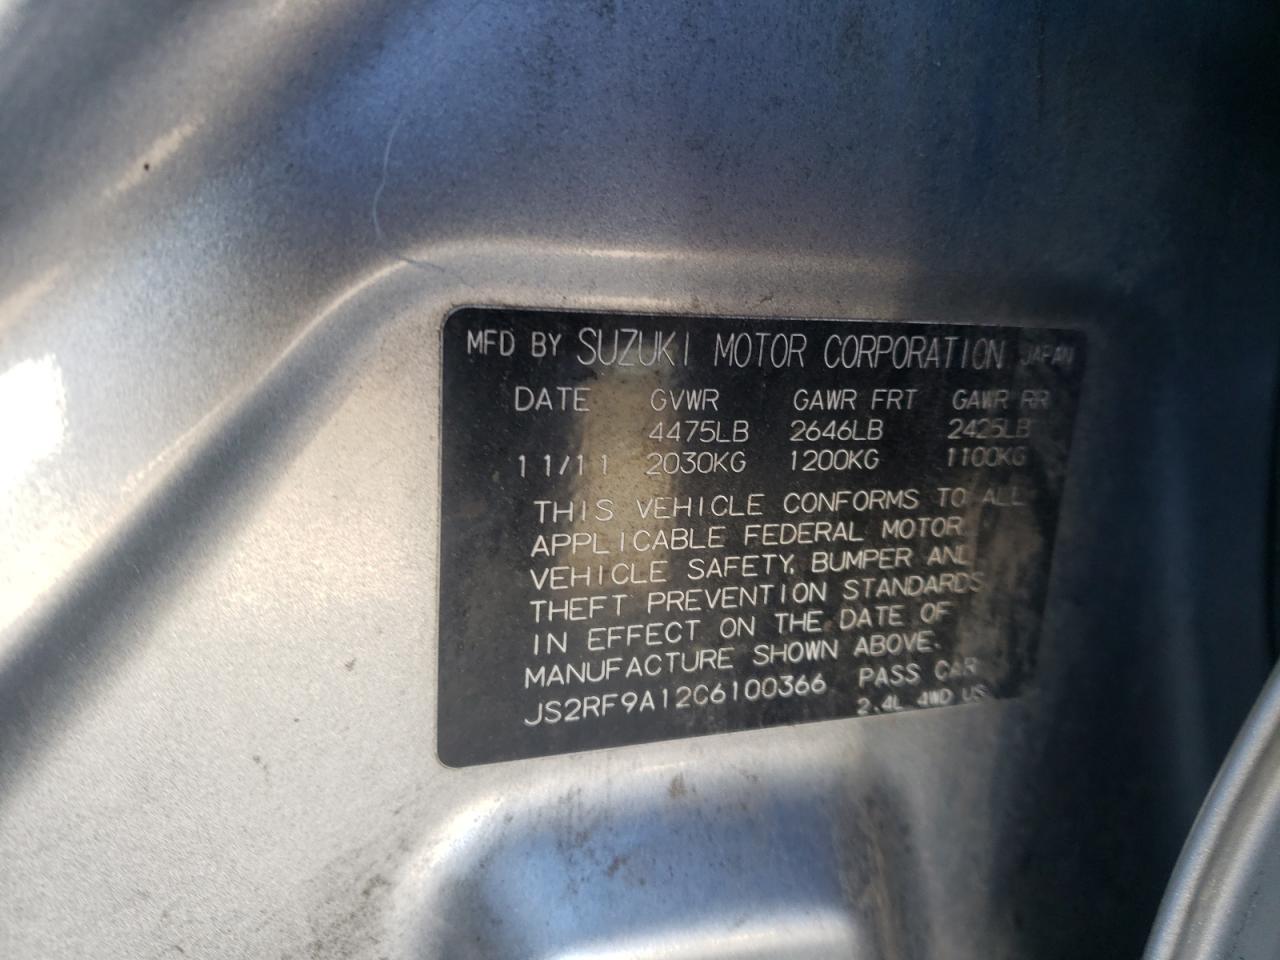 MFD BY SUZUKI MOTOR CORPORATION JAPAN
DATE GVWR GAWR FRT GAWR RR
4475LB 2646LB 2425LB
11/11 2030KG 1200KG 1100KG
THIS VEHICLE CONFORMS TO ALL
APPLICABLE FEDERAL MOTOR
VEHICLE SAFETY, BUMPER AND
THEFT PREVENTION STANDARDS
IN EFFECT ON THE DATE OF
MANUFACTURE SHOWN ABOVE.
JS2RF9A12C6100366 PASS CAR
2.4L 4WD US